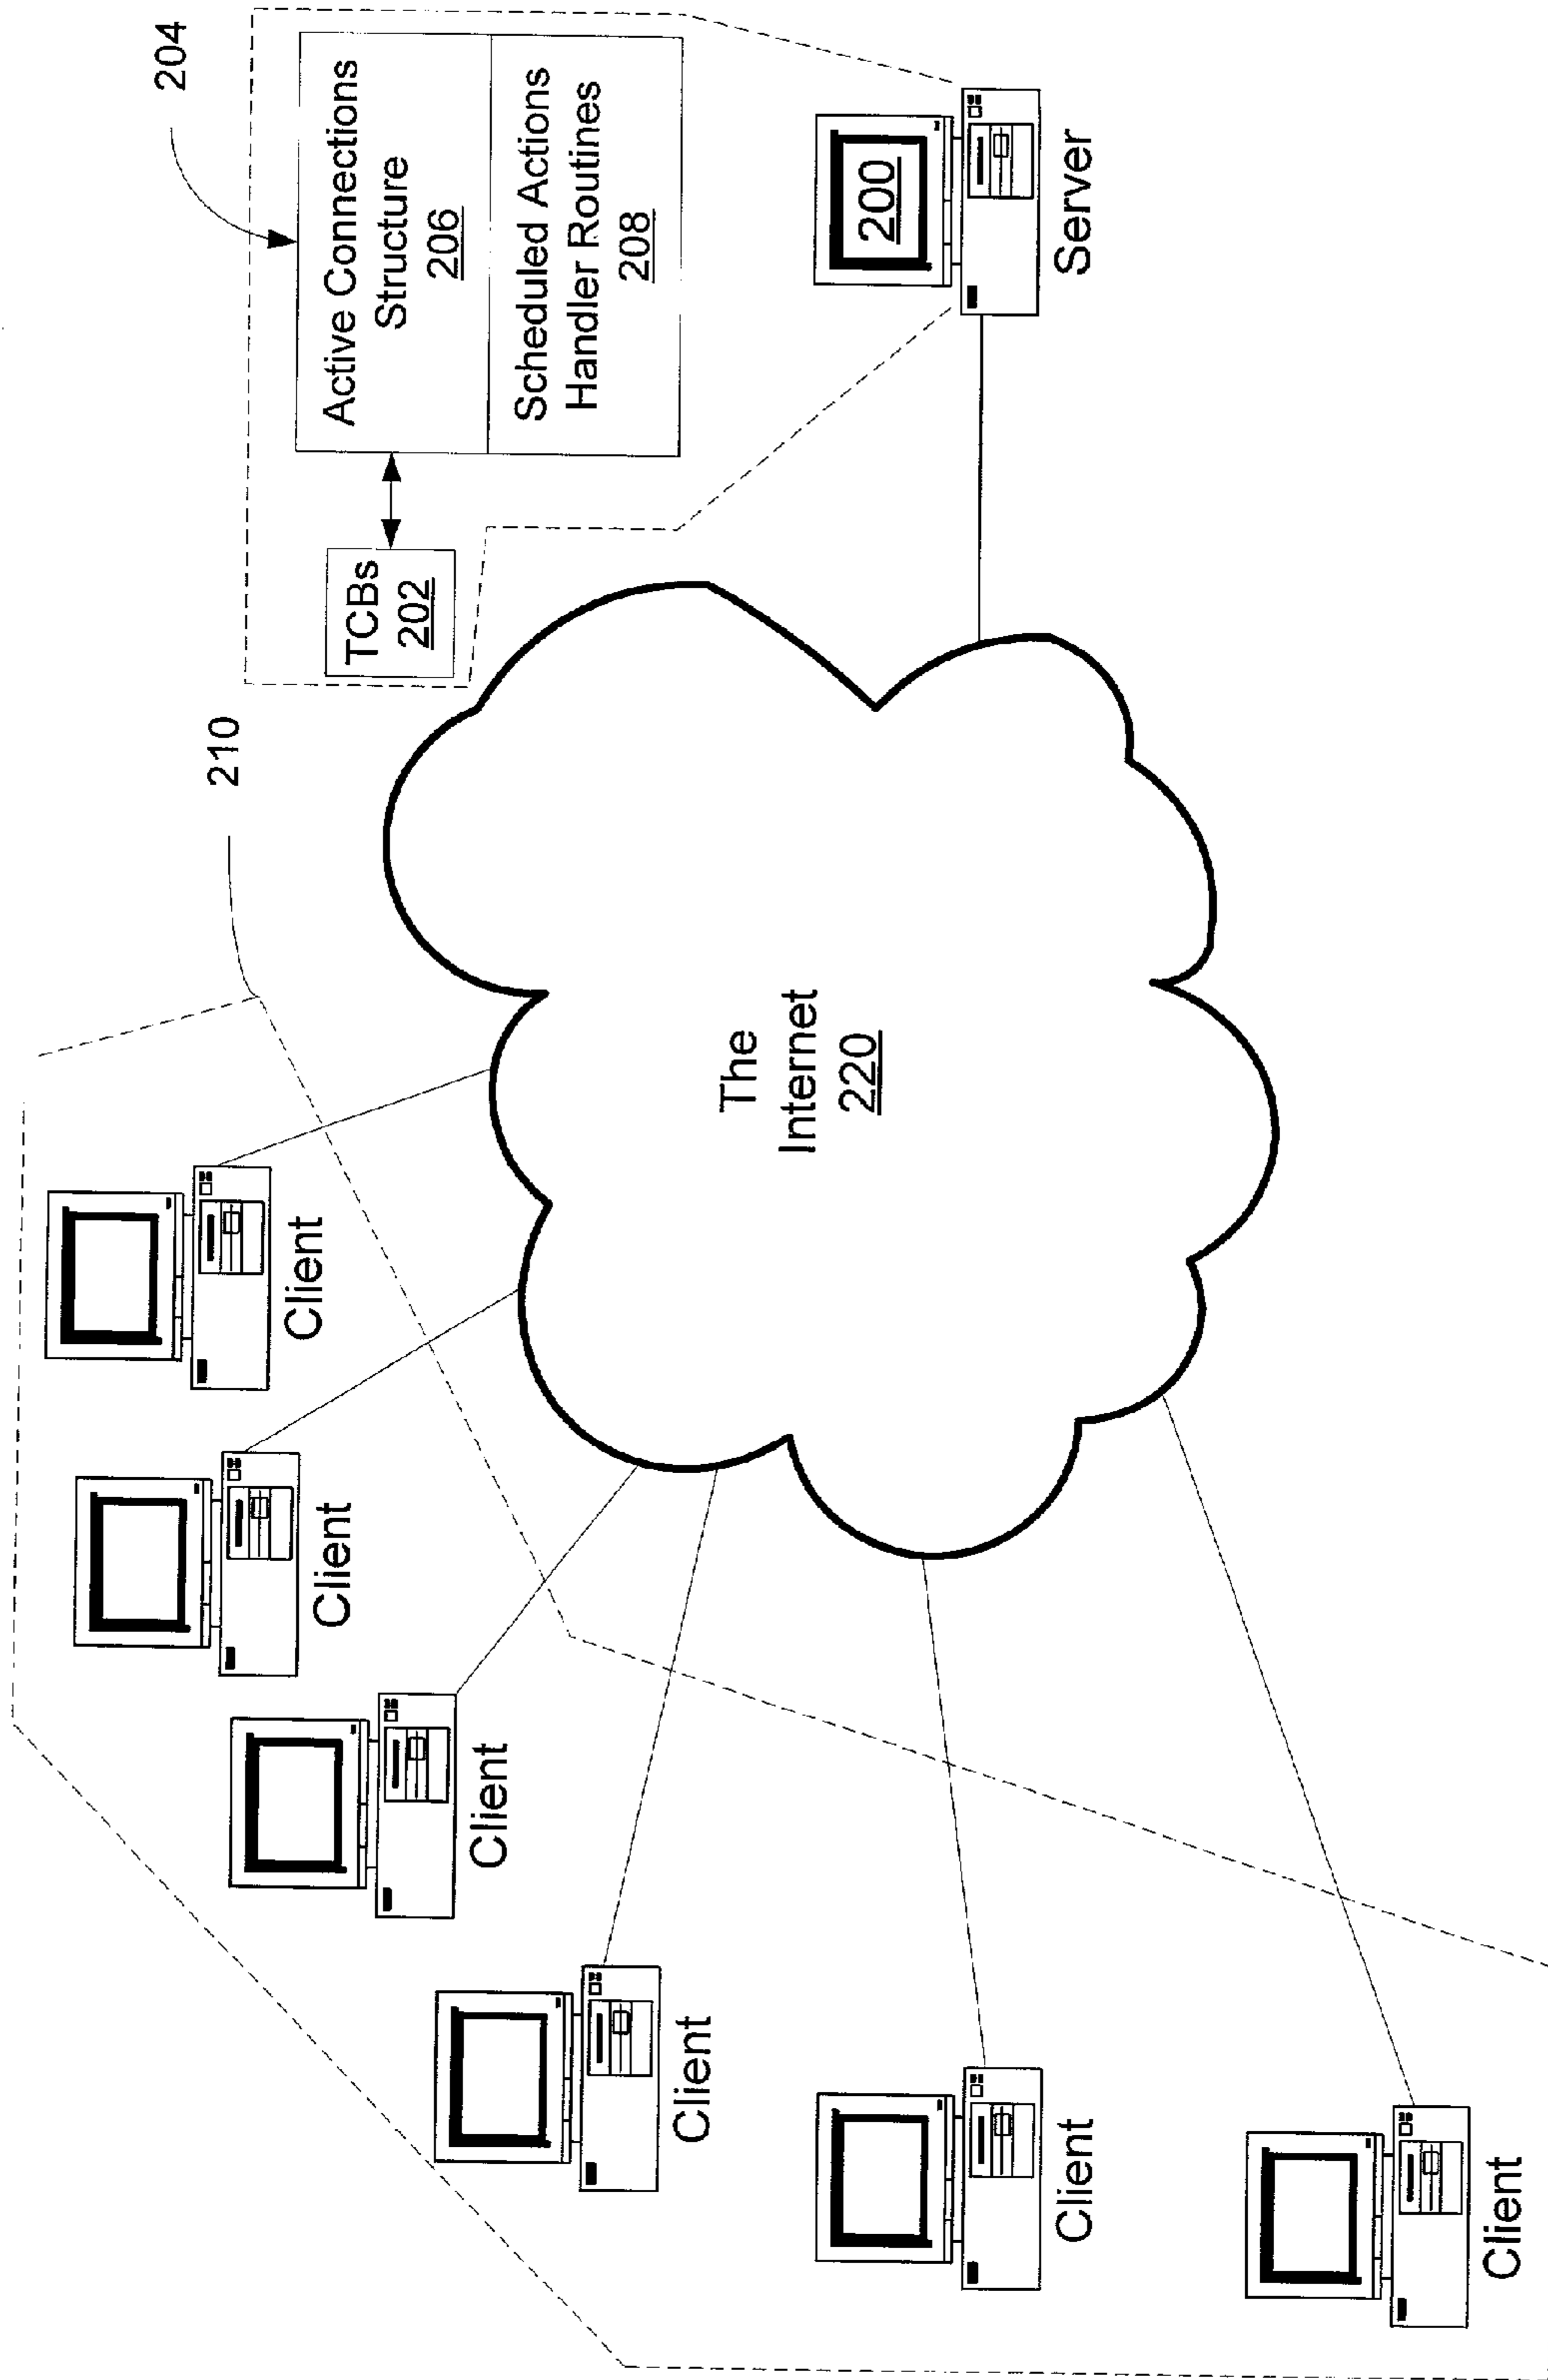 Client
Client
Client
Client
Client
Client
210
The
Internet
220
TCBs
202
204
Active Connections
Structure
206
Scheduled Actions
Handler Routines
208
200
Server